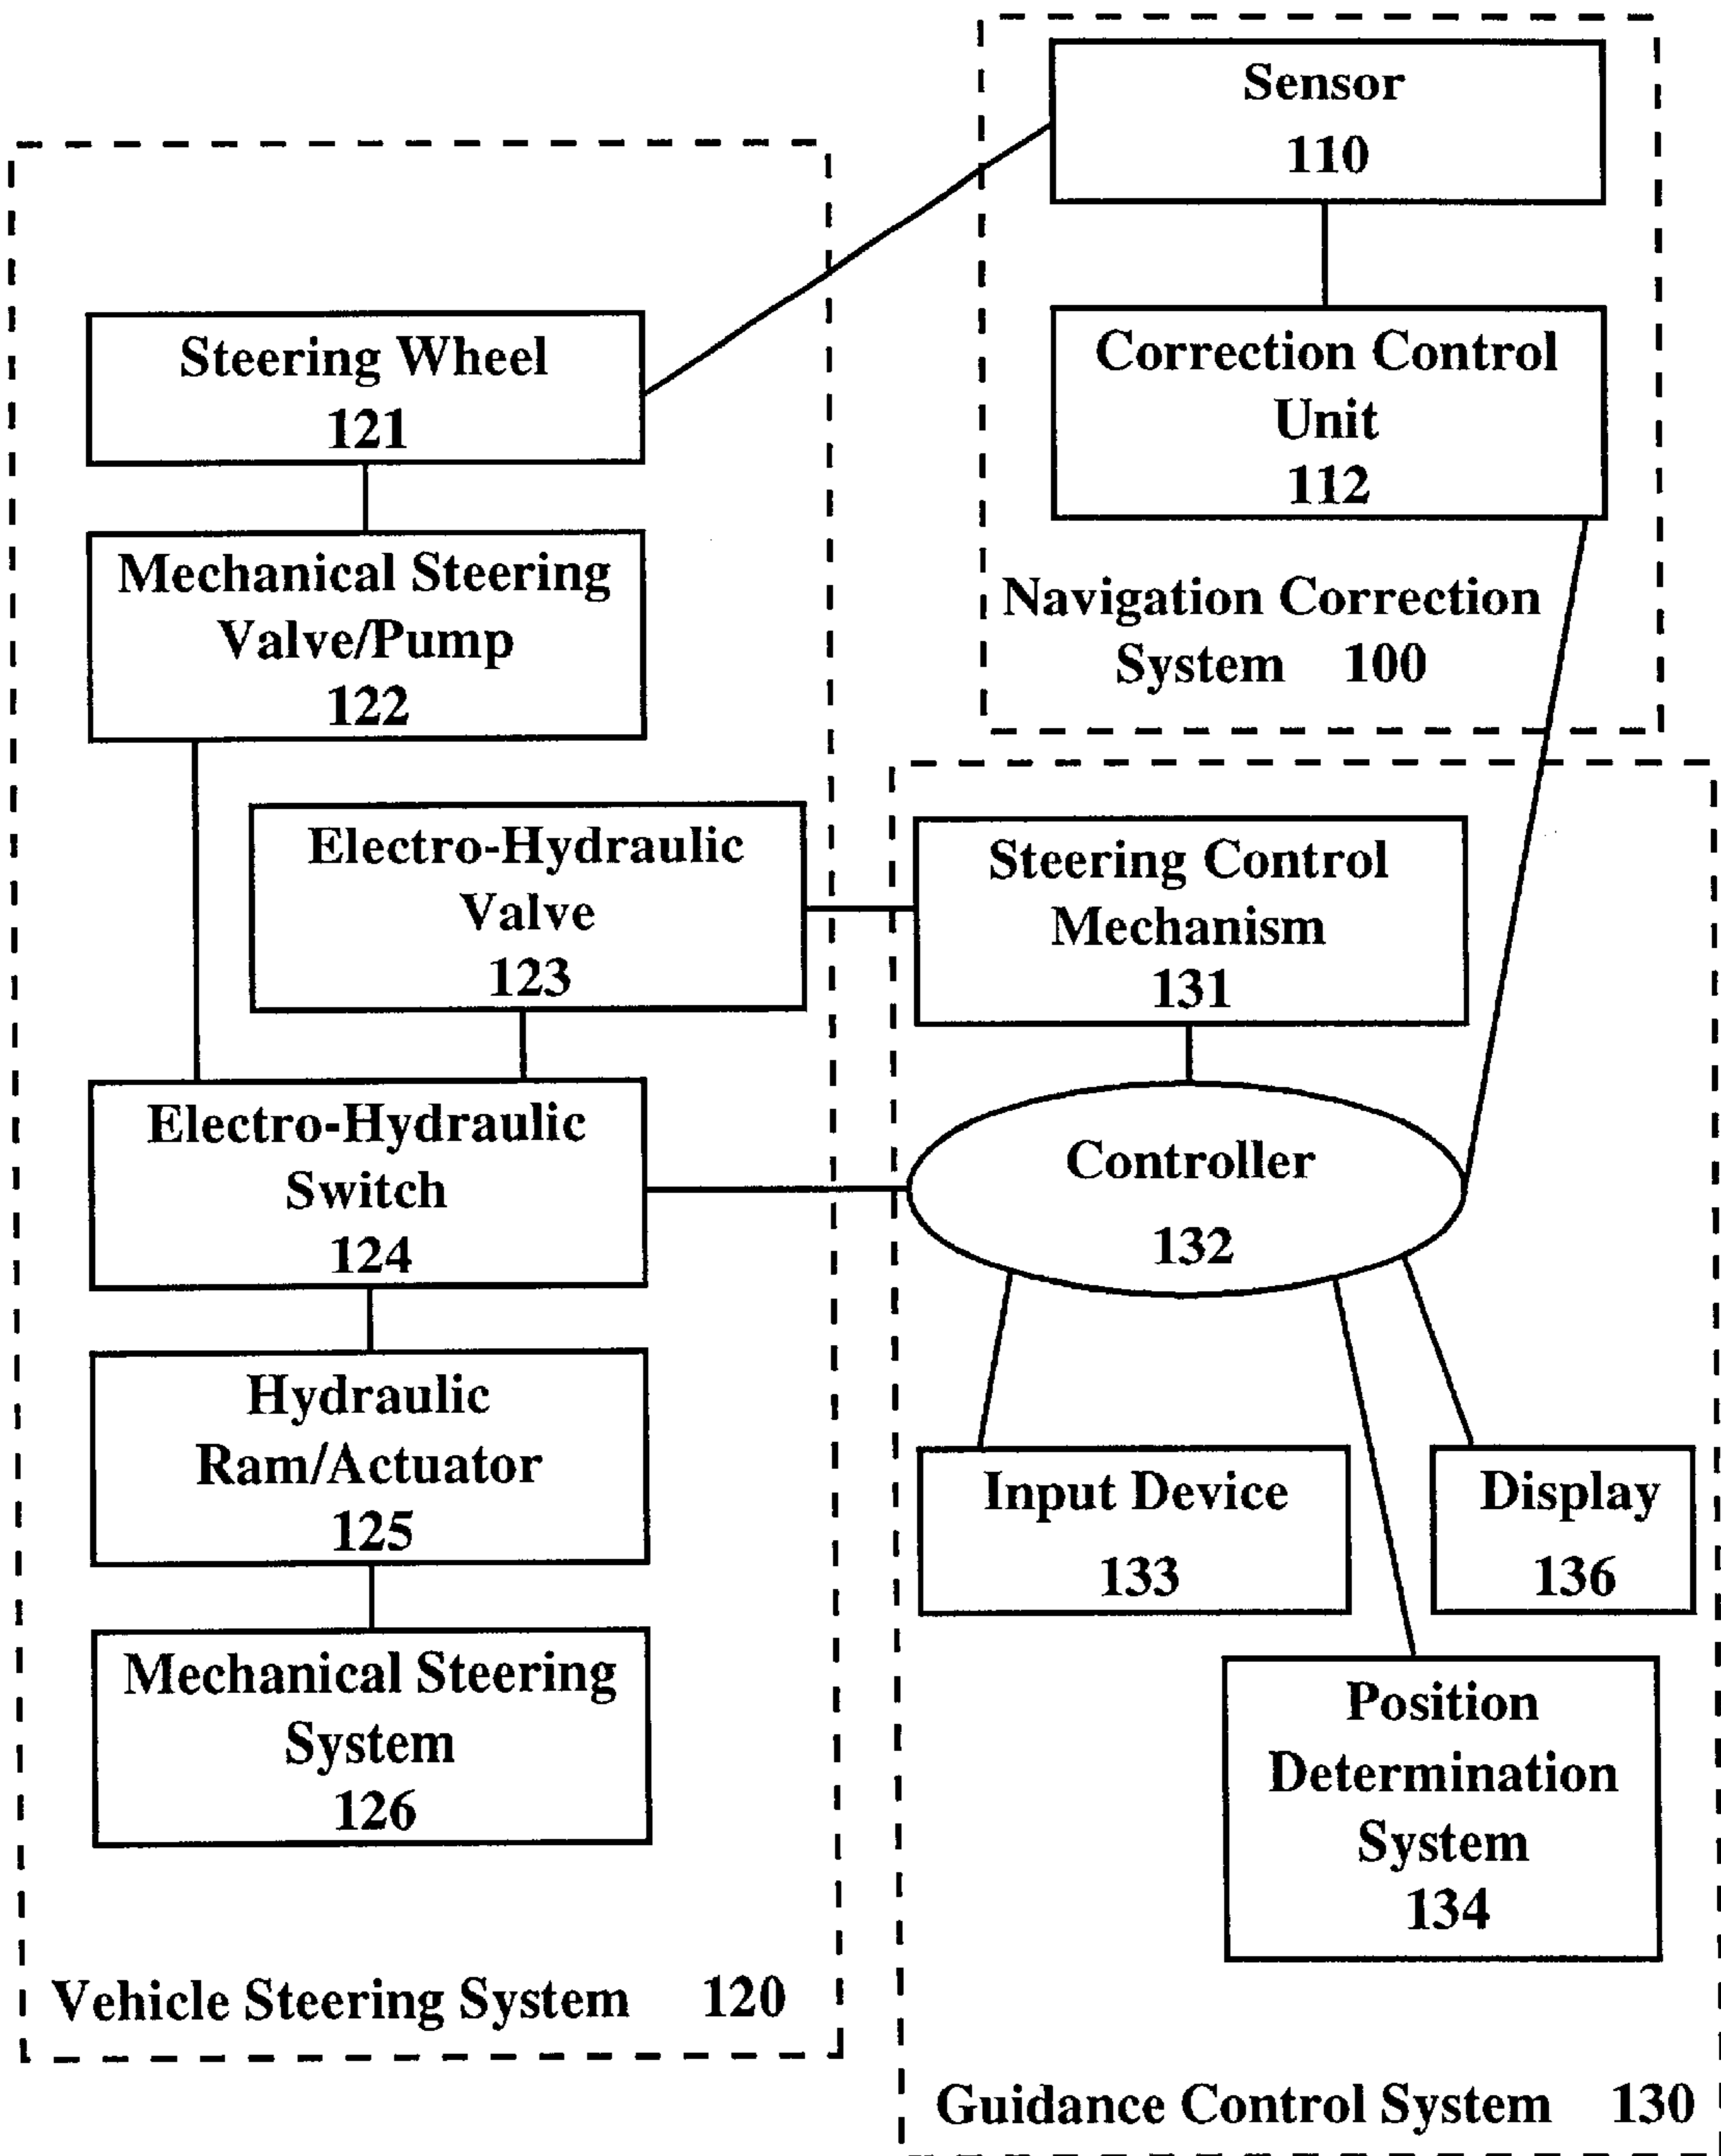 Sensor
110
Correction Control
Unit
112
Navigation Correction
System 100
Steering Wheel
121
Mechanical Steering
Valve/Pump
122
Electro-Hydraulic
Valve
123
Electro-Hydraulic
Switch
124
Hydraulic
Ram/Actuator
125
Mechanical Steering
System
126
Vehicle Steering System 120
Steering Control
Mechanism
131
Controller
132
Input Device
133
Display
136
Position
Determination
System
134
Guidance Control System 130